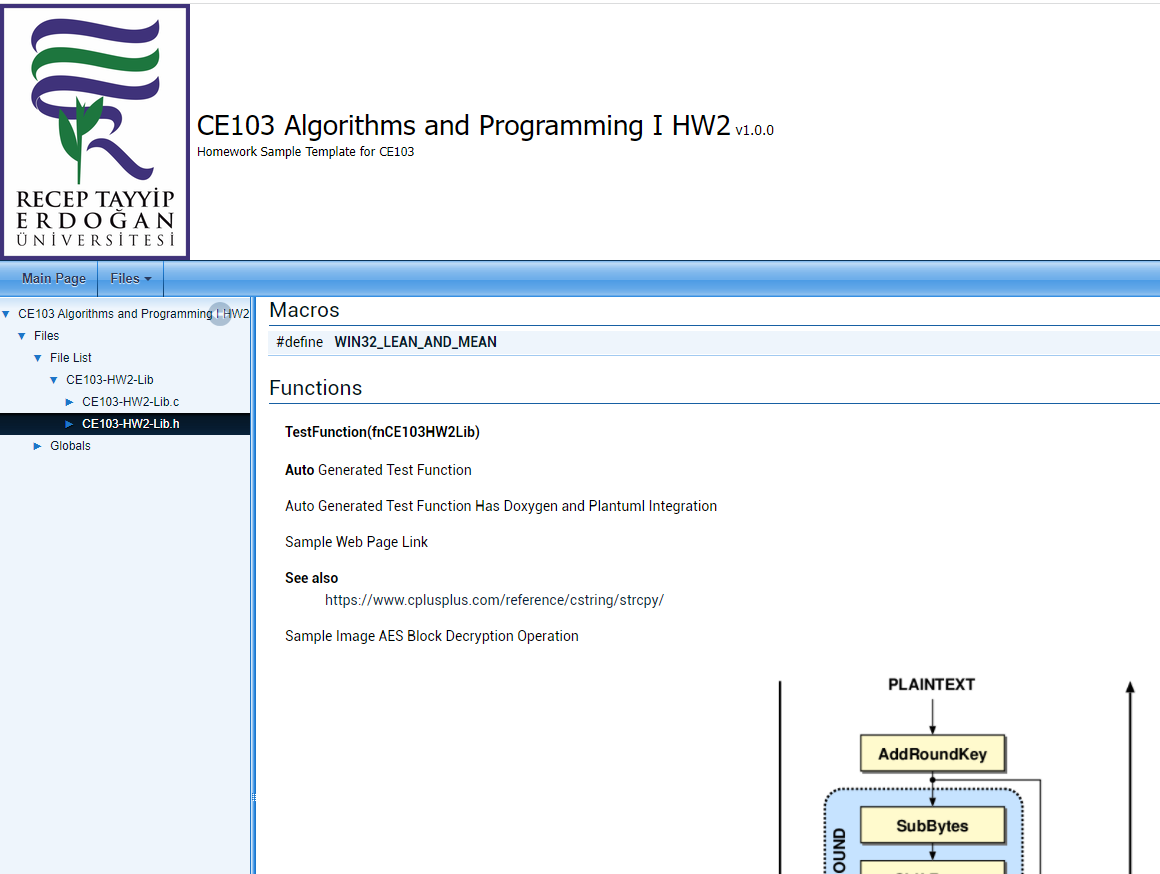 RECEP TAYYİP
ERDOĞAN
ÜNİVERSİTESİ
CE103 Algorithms and Programming I HW2 v1.0.0
Homework Sample Template for CE103
Main Page
Files
CE103 Algorithms and Programming I HW2
Files
File List
CE103-HW2-Lib
CE103-HW2-Lib.c
CE103-HW2-Lib.h
Globals
Macros
#define WIN32_LEAN_AND_MEAN
Functions
TestFunction(fnCE103HW2Lib)
Auto Generated Test Function
Auto Generated Test Function Has Doxygen and Plantuml Integration
Sample Web Page Link
See also
https://www.cplusplus.com/reference/cstring/strcpy/
Sample Image AES Block Decryption Operation
PLAINTEXT
AddRoundKey
SubBytes